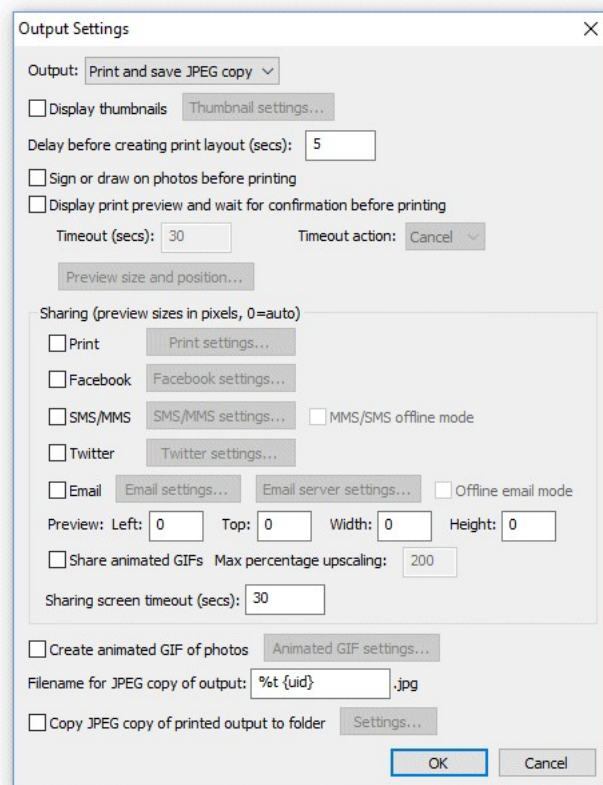 Output Settings
Output: Print and save JPEG copy
Display thumbnails Thumbnail settings...
Delay before creating print layout (secs): 5
Sign or draw on photos before printing
Display print preview and wait for confirmation before printing
Timeout (secs): 30 Timeout action: Cancel
Preview size and position...
Sharing (preview sizes in pixels, 0=auto)
Print Print settings...
Facebook Facebook settings...
SMS/MMS SMS/MMS settings... MMS/SMS offline mode
Twitter Twitter settings...
Email Email settings... Email server settings... Offline email mode
Preview: Left: 0 Top: 0 Width: 0 Height: 0
Share animated GIFs Max percentage upscaling: 200
Sharing screen timeout (secs): 30
Create animated GIF of photos Animated GIF settings...
Filename for JPEG copy of output: %t {uid} .jpg
Copy JPEG copy of printed output to folder Settings...
OK Cancel